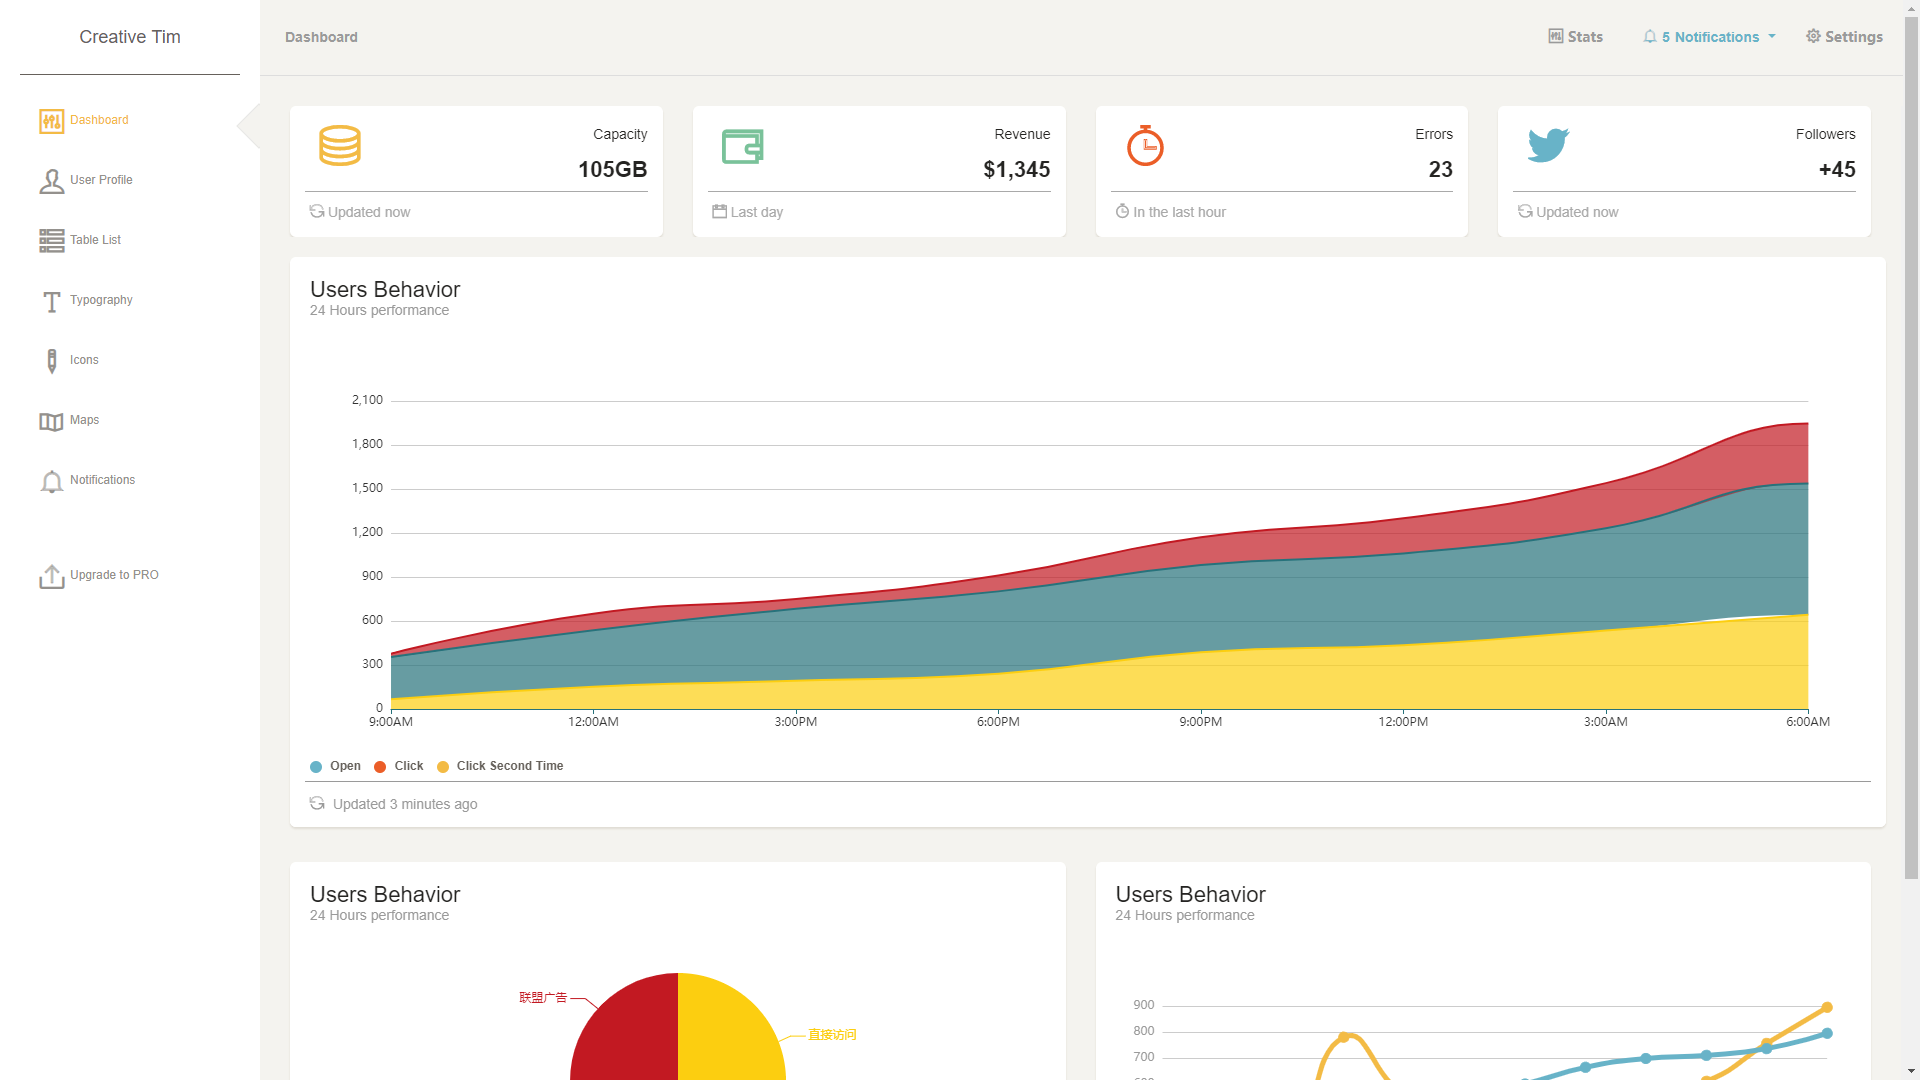 Creative Tim
Dashboard
Stats
5 Notifications
Settings
Dashboard
User Profile
Table List
Typography
Icons
Maps
Notifications
Upgrade to PRO
Capacity
105GB
Updated now
Revenue
$1,345
Last day
Errors
23
In the last hour
Followers
+45
Updated now
Users Behavior
24 Hours performance
2,100
1,800
1,500
1,200
900
600
300
0
9:00AM 12:00AM 3:00PM 6:00PM 9:00PM 12:00PM 3:00AM 6:00AM
Open Click Click Second Time
Updated 3 minutes ago
Users Behavior
24 Hours performance
联盟广告
直接访问
Users Behavior
24 Hours performance
900
800
700